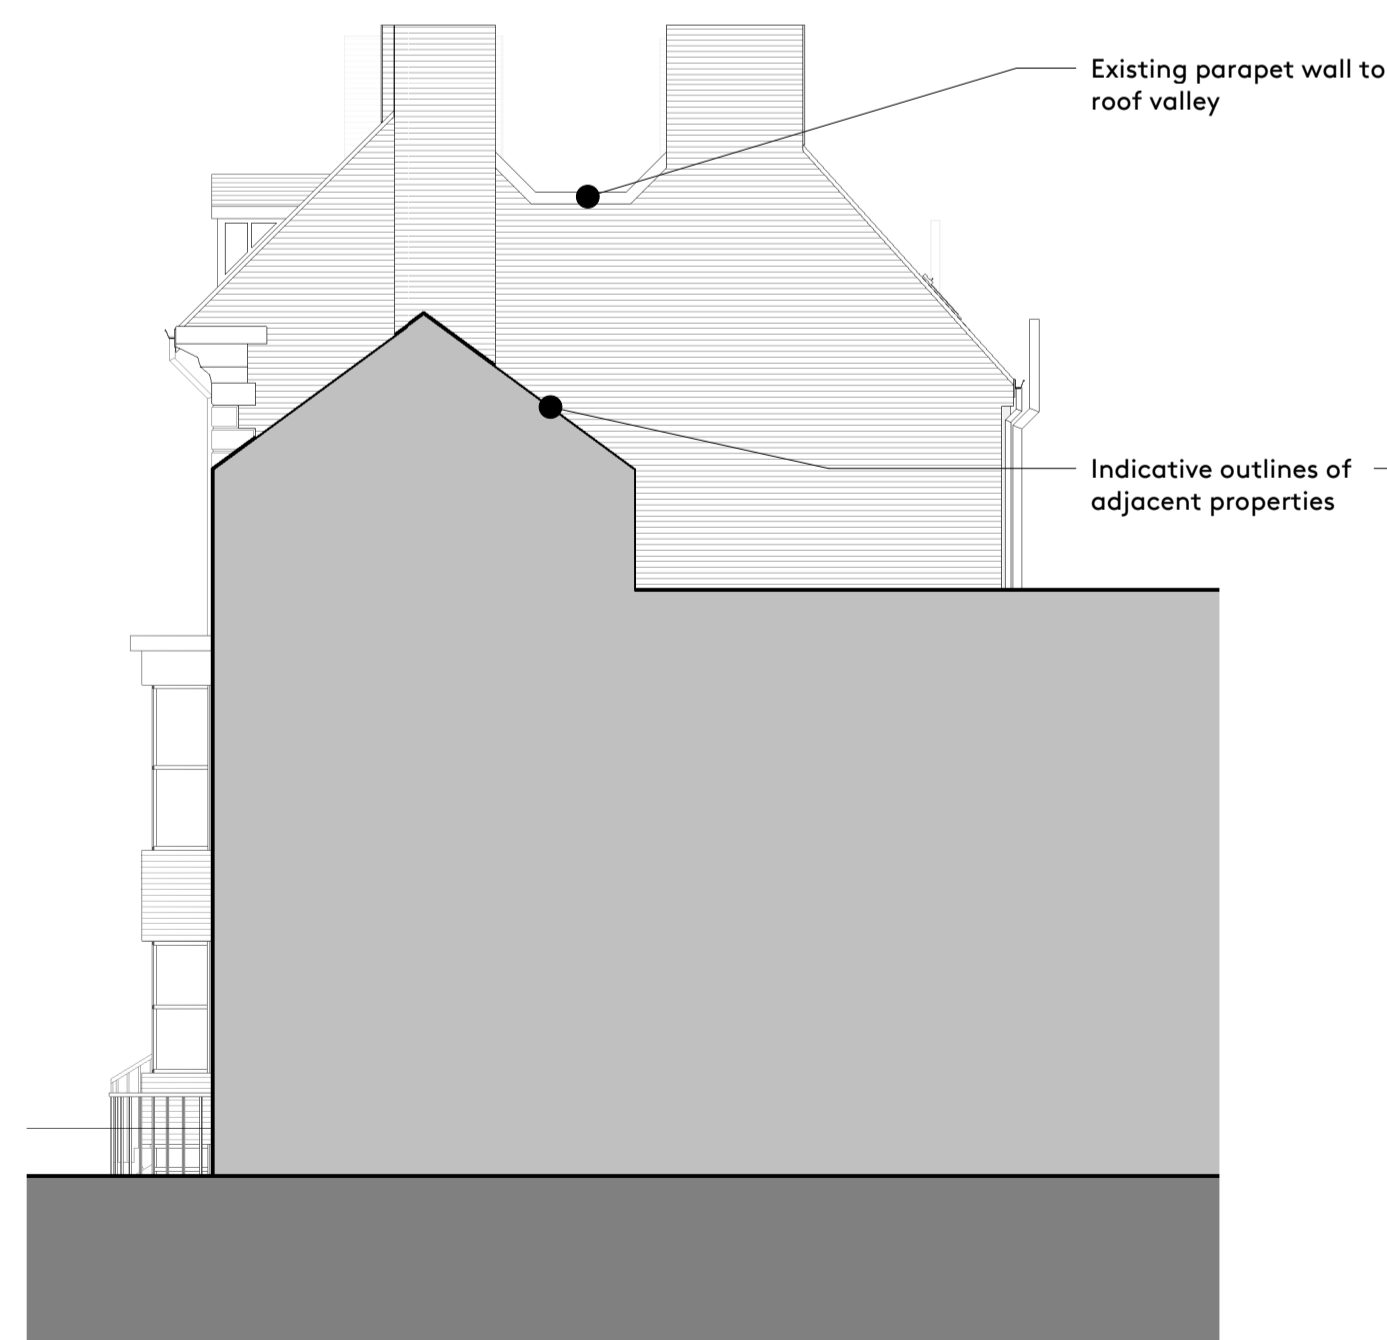 Existing parapet wall to
roof valley
Indicative outlines of
adjacent properties